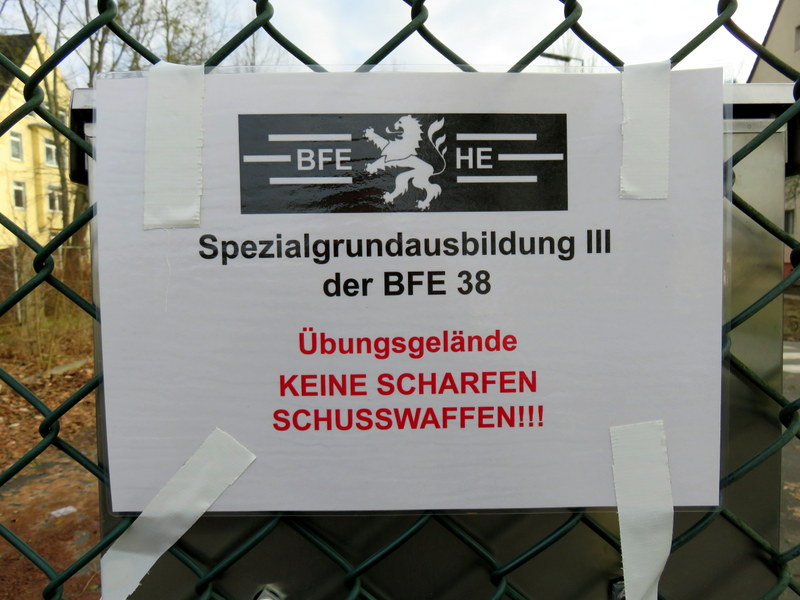 BFE HE
Spezialgrundausbildung III
der BFE 38
Übungsgelände
KEINE SCHARFEN
SCHUSSWAFFEN!!!